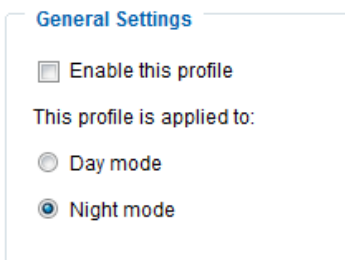 General Settings
Enable this profile
This profile is applied to:
Day mode
Night mode